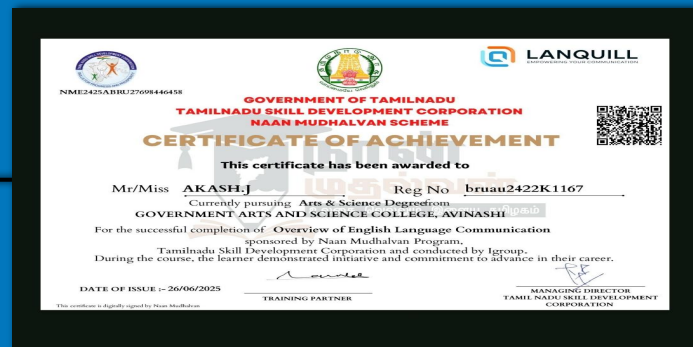 LANQUILL
EMPOWERING YOUR COMMUNICATION
NME2425ABRU27698446458
GOVERNMENT OF TAMILNADU
TAMILNADU SKILL DEVELOPMENT CORPORATION
NAAN MUDHALVAN SCHEME
CERTIFICATE OF ACHIEVEMENT
நான்
முதல்வன்
This certificate has been awarded to
Mr/Miss AKASH.J Reg No bruau2422K1167
Currently pursuing Arts & Science Degreefrom
GOVERNMENT ARTS AND SCIENCE COLLEGE, AVINASHI
For the successful completion of Overview of English Language Communication
sponsored by Naan Mudhalvan Program,
Tamilnadu Skill Development Corporation and conducted by Igroup.
During the course, the learner demonstrated initiative and commitment to advance in their career.
DATE OF ISSUE :- 26/06/2025
TRAINING PARTNER
MANAGING DIRECTOR
TAMIL NADU SKILL DEVELOPMENT
CORPORATION
This certificate is digitally signed by Naan Mudhalvan